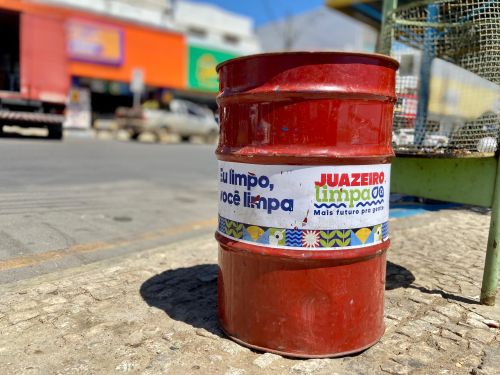 Eu limpo,
você limpa
JUAZEIRO
limpa
Mais futuro pra gente